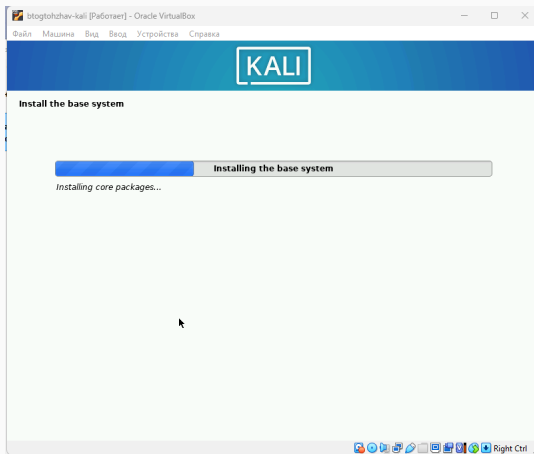 btogtohzhav-kali [Работает] - Oracle VirtualBox
Файл Машина Вид Ввод Устройства Справка
KALI
Install the base system
Installing the base system
Installing core packages...
Right Ctrl